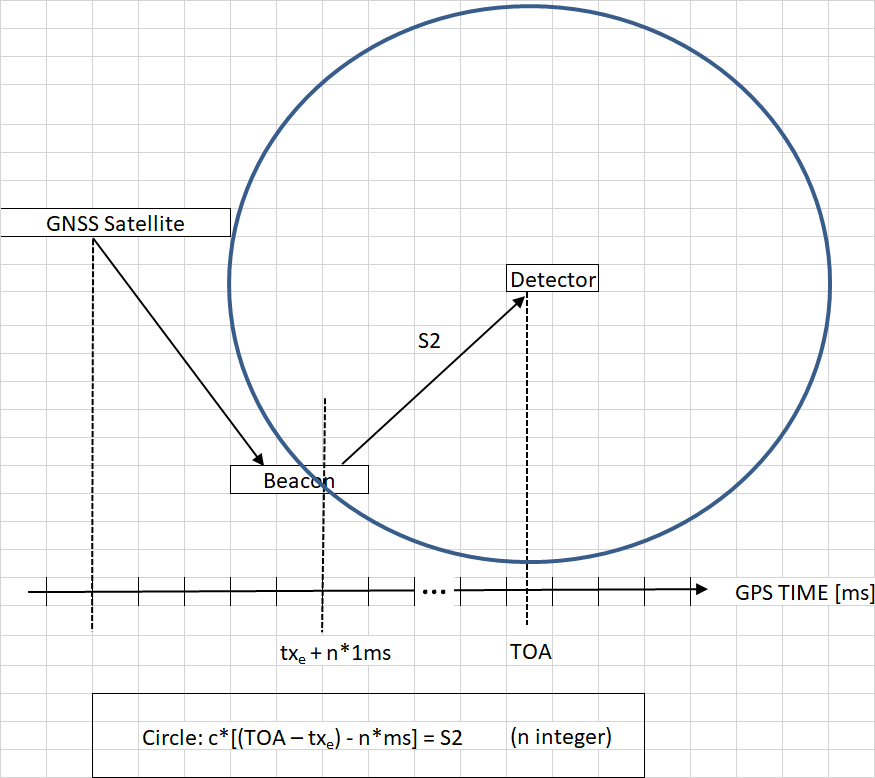 GNSS Satellite
Detector
S2
Beacon
...
GPS TIME [ms]
txe + n*1ms
TOA
Circle: c*[(TOA – txe) - n*ms] = S2 (n integer)